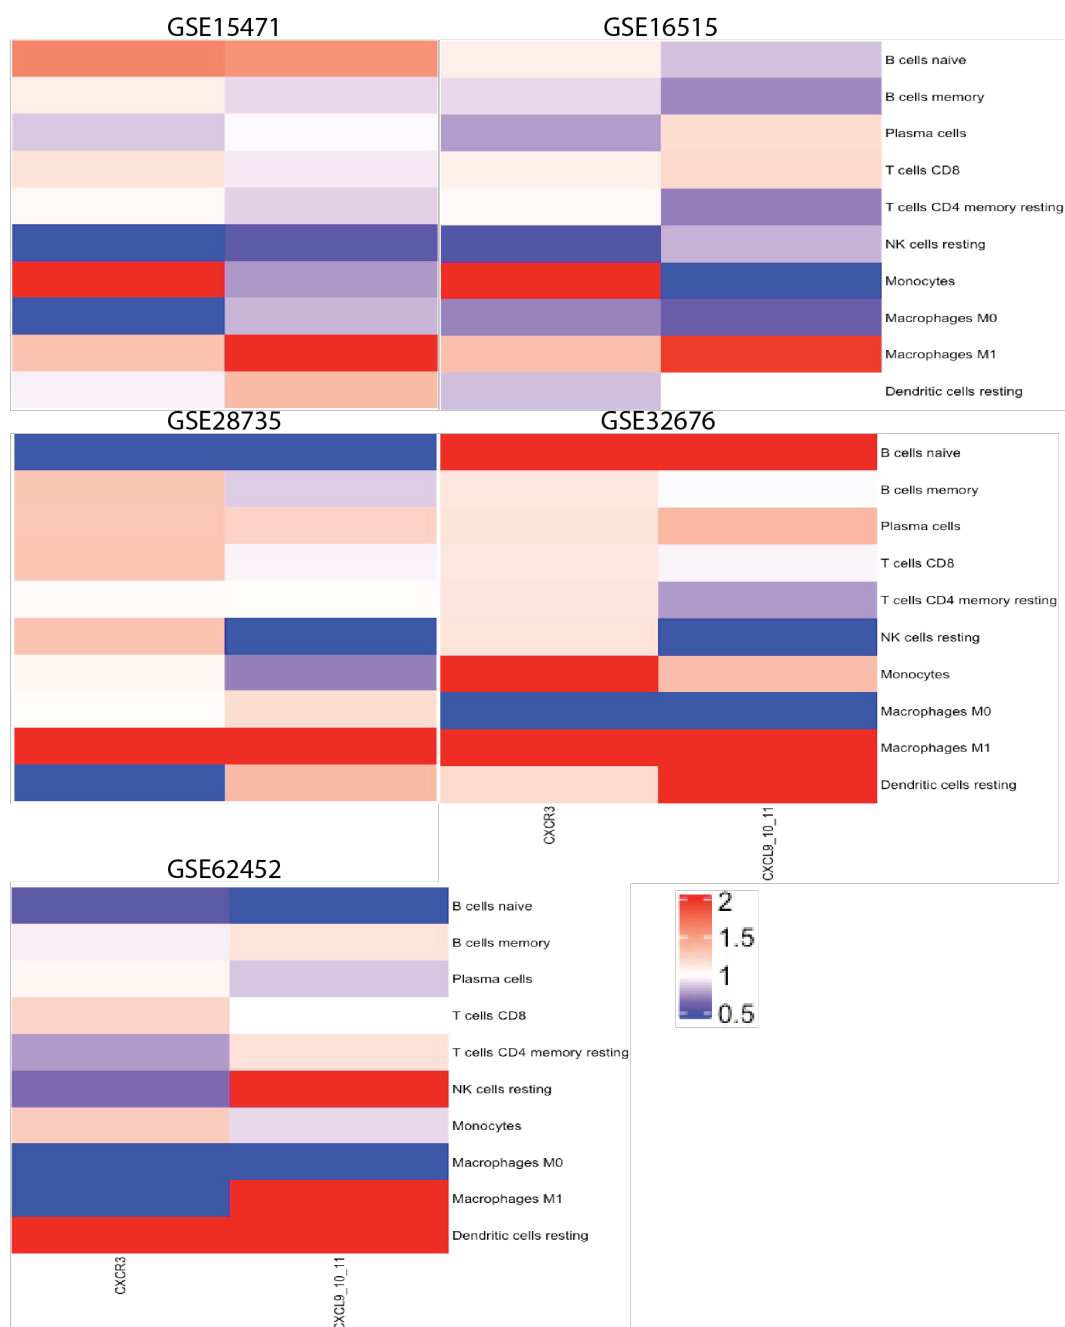 GSE15471
GSE16515
B cells naive
B cells memory
Plasma cells
T cells CD8
T cells CD4 memory resting
NK cells resting
Monocytes
Macrophages M0
Macrophages M1
Dendritic cells resting
GSE28735
GSE32676
B cells naive
B cells memory
Plasma cells
T cells CD8
T cells CD4 memory resting
NK cells resting
Monocytes
Macrophages M0
Macrophages M1
Dendritic cells resting
CXCR3
CXCL9_10_11
GSE62452
B cells naive
B cells memory
Plasma cells
T cells CD8
T cells CD4 memory resting
NK cells resting
Monocytes
Macrophages M0
Macrophages M1
Dendritic cells resting
CXCR3
CXCL9_10_11
2
1.5
1
0.5